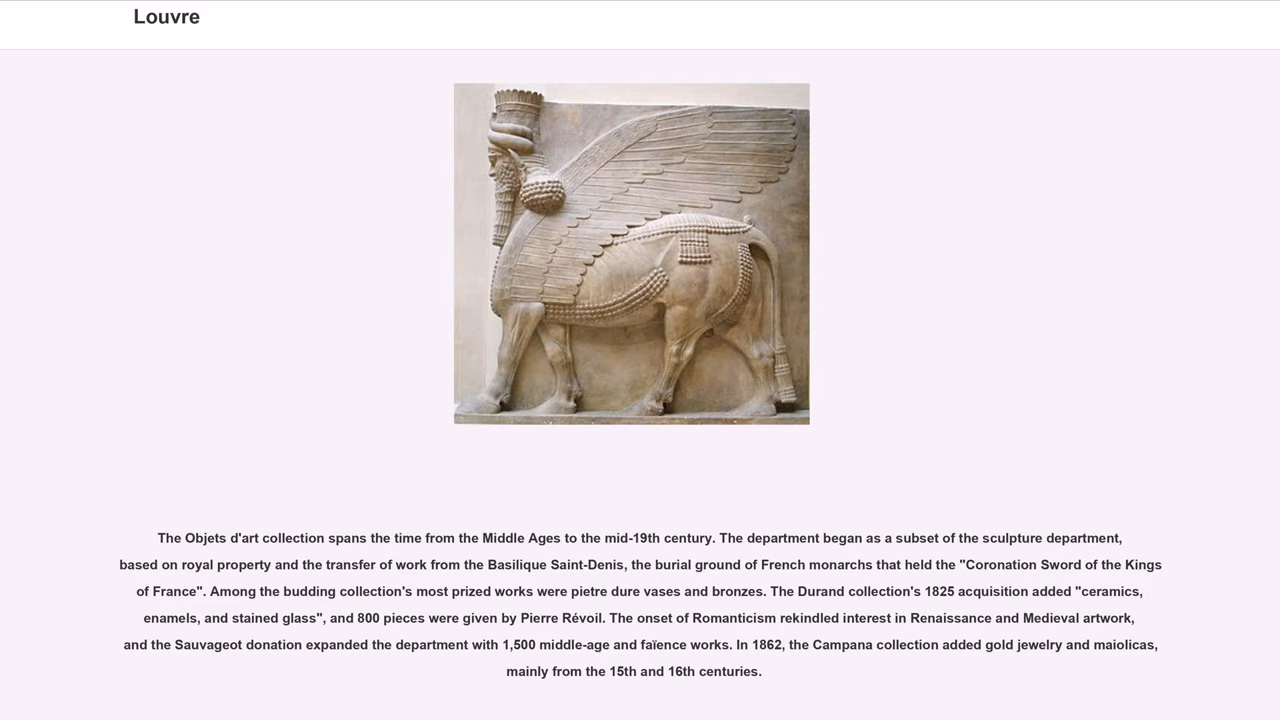 Louvre
The Objets d'art collection spans the time from the Middle Ages to the mid-19th century. The department began as a subset of the sculpture department,
based on royal property and the transfer of work from the Basilique Saint-Denis, the burial ground of French monarchs that held the "Coronation Sword of the Kings
of France". Among the budding collection's most prized works were pietre dure vases and bronzes. The Durand collection's 1825 acquisition added "ceramics,
enamels, and stained glass", and 800 pieces were given by Pierre Révoil. The onset of Romanticism rekindled interest in Renaissance and Medieval artwork,
and the Sauvageot donation expanded the department with 1,500 middle-age and faïence works. In 1862, the Campana collection added gold jewelry and maiolicas,
mainly from the 15th and 16th centuries.